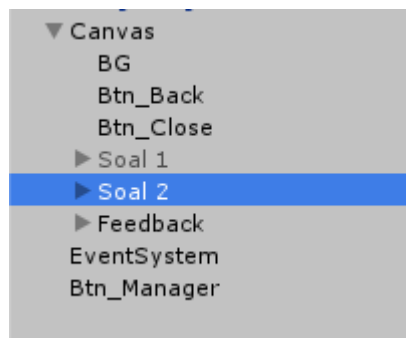 Canvas
BG
Btn_Back
Btn_Close
Soal 1
Soal 2
Feedback
EventSystem
Btn_Manager